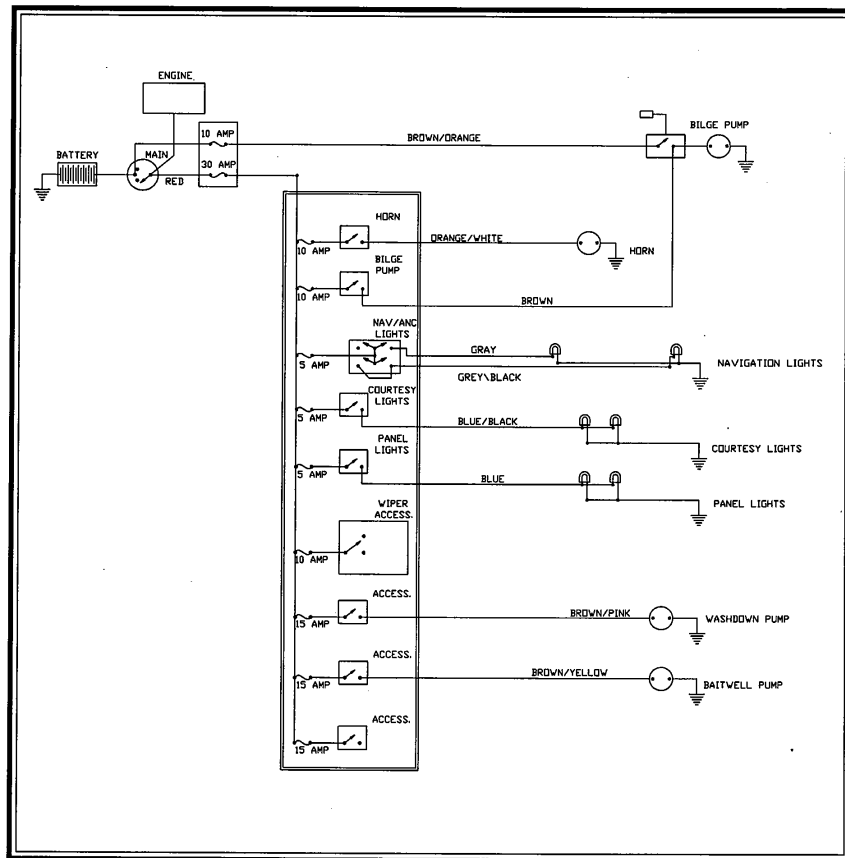 ENGINE
10 AMP
BROWN/ORANGE
BILGE PUMP
BATTERY
MAIN
30 AMP
RED
HORN
10 AMP
ORANGE/WHITE
HORN
BILGE
PUMP
10 AMP
BROWN
NAV/ANC
LIGHTS
5 AMP
GRAY
GREY\BLACK
NAVIGATION LIGHTS
COURTESY
LIGHTS
5 AMP
BLUE/BLACK
COURTESY LIGHTS
PANEL
LIGHTS
5 AMP
BLUE
PANEL LIGHTS
WIPER
ACCESS.
10 AMP
ACCESS.
15 AMP
BROWN/PINK
WASHDOWN PUMP
ACCESS.
15 AMP
BROWN/YELLOW
BAITWELL PUMP
ACCESS.
15 AMP